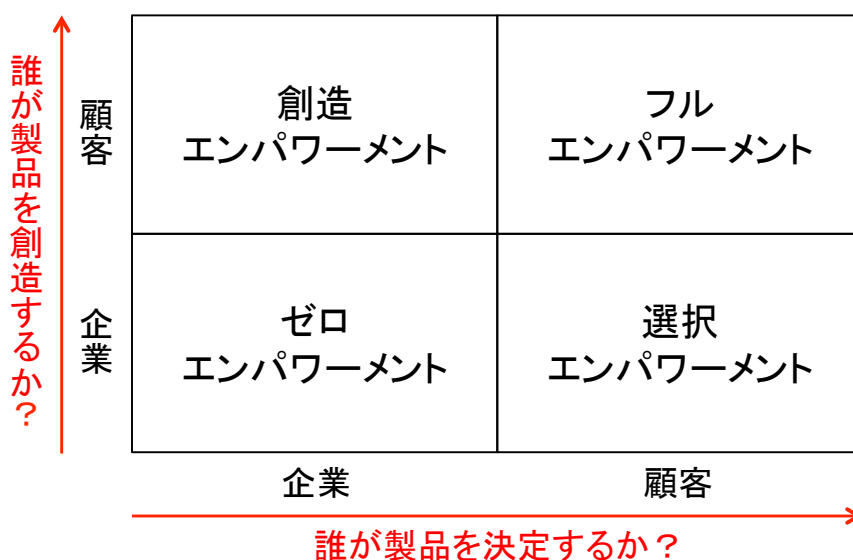 誰が製品を創造するか？
顧客
創造
エンパワーメント
フル
エンパワーメント
企業
ゼロ
エンパワーメント
選択
エンパワーメント
企業
顧客
誰が製品を決定するか？